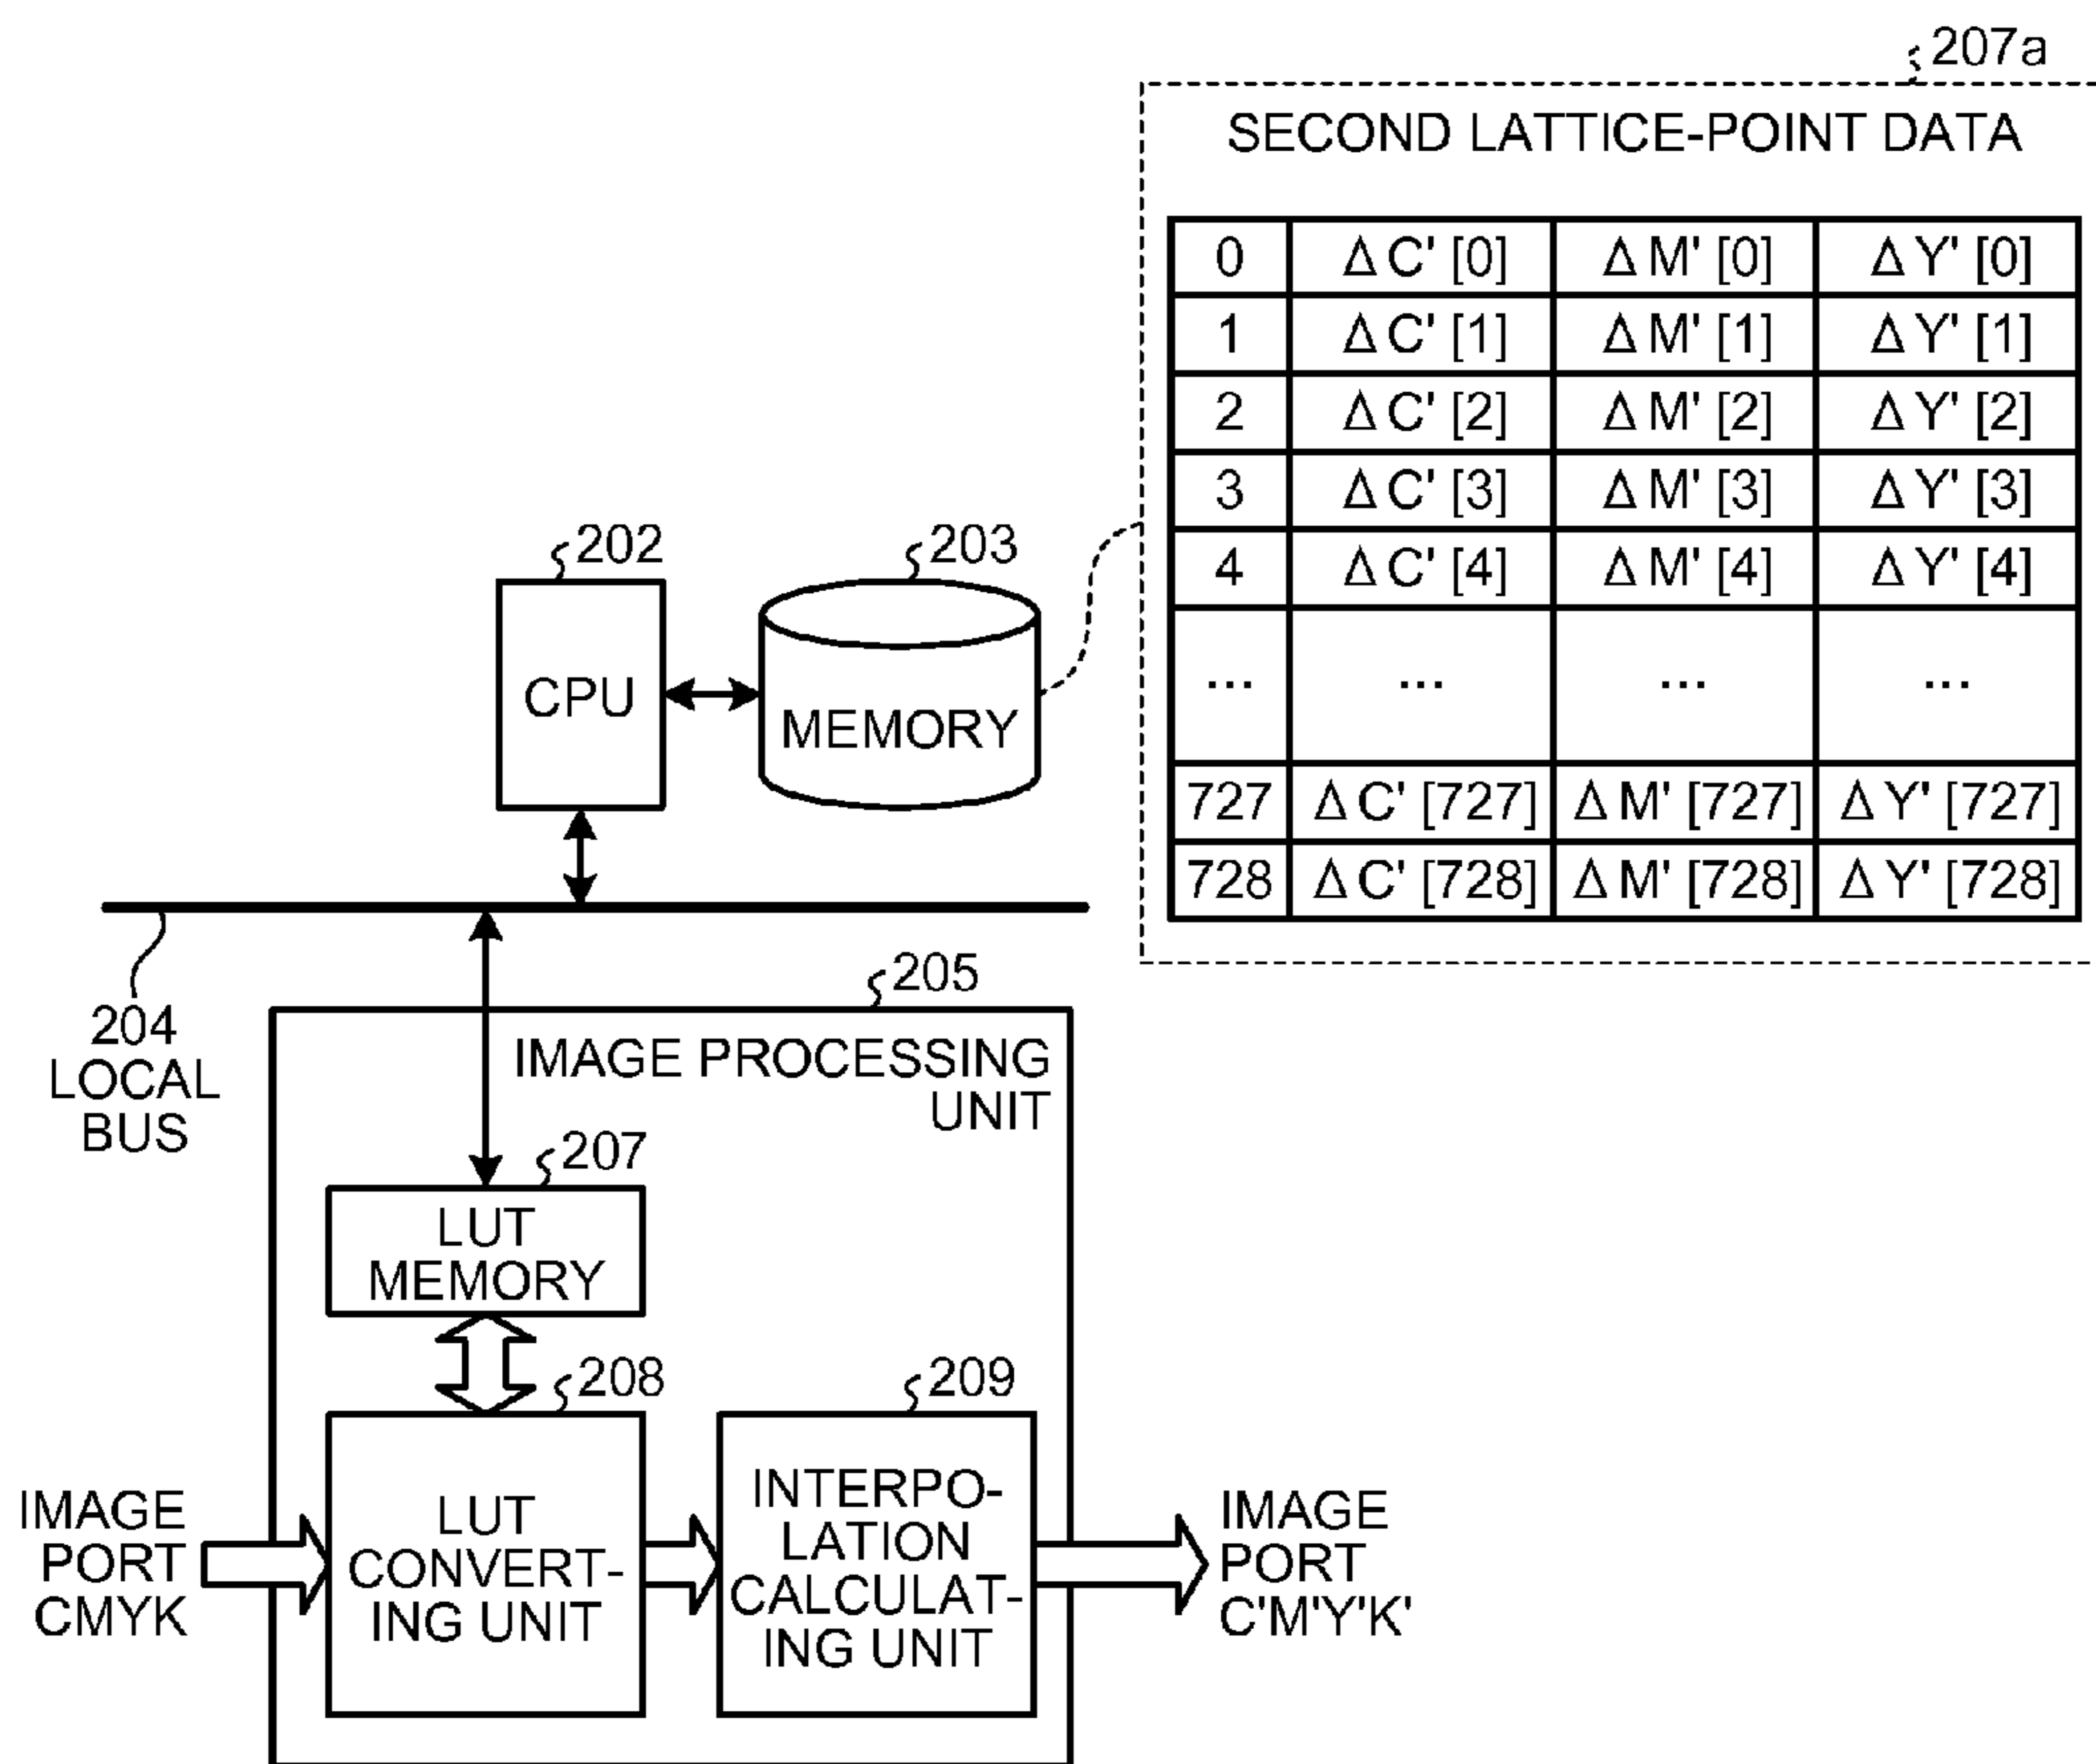 207a
SECOND LATTICE-POINT DATA
0 ΔC' [0] ΔM' [0] ΔY' [0]
1 ΔC' [1] ΔM' [1] ΔY' [1]
2 ΔC' [2] ΔM' [2] ΔY' [2]
3 ΔC' [3] ΔM' [3] ΔY' [3]
4 ΔC' [4] ΔM' [4] ΔY' [4]
... ... ... ...
727 ΔC' [727] ΔM' [727] ΔY' [727]
728 ΔC' [728] ΔM' [728] ΔY' [728]
202
CPU
203
MEMORY
204
LOCAL
BUS
205
IMAGE PROCESSING
UNIT
207
LUT
MEMORY
IMAGE
PORT
CMYK
208
LUT
CONVERT-
ING UNIT
209
INTERPO-
LATION
CALCULAT-
ING UNIT
IMAGE
PORT
C'M'Y'K'